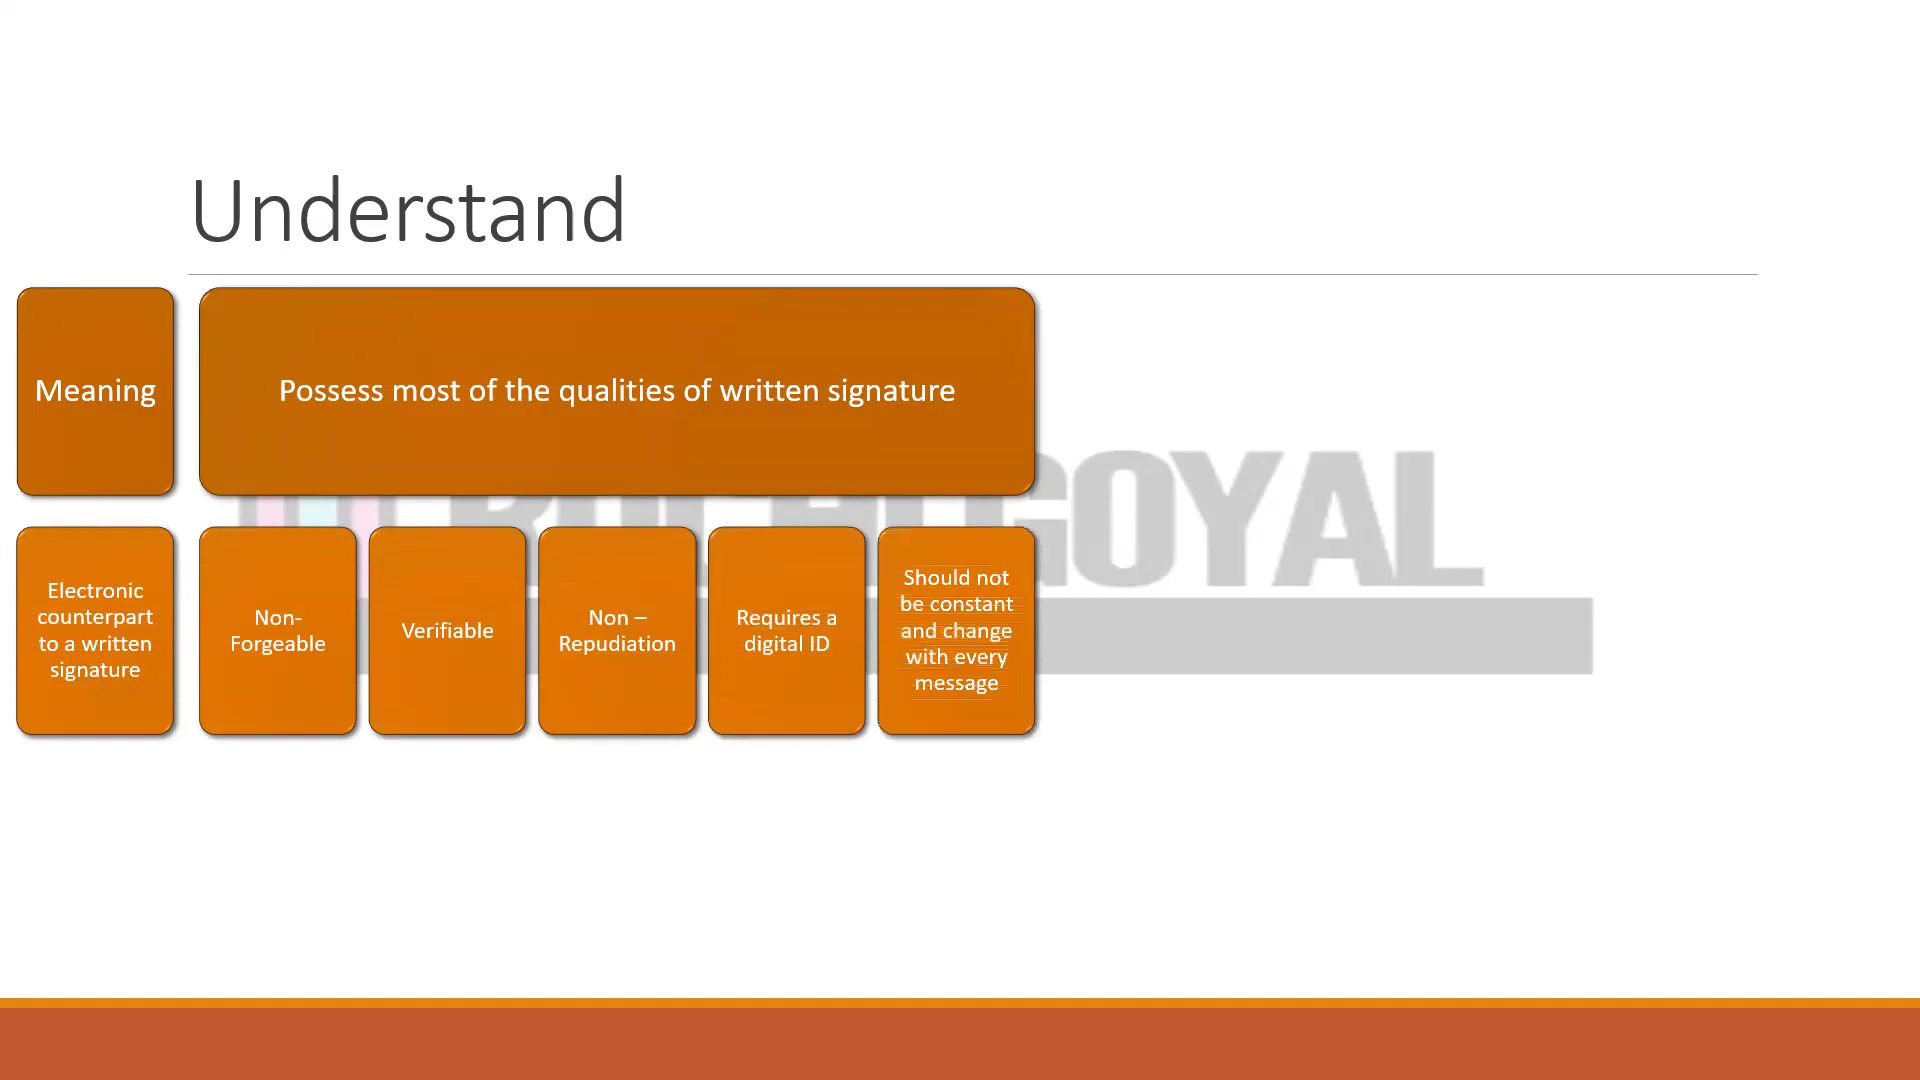 Understand
Meaning
Possess most of the qualities of written signature
Electronic
counterpart
to a written
signature
Non-
Forgeable
Verifiable
Non –
Repudiation
Requires a
digital ID
Should not
be constant
and change
with every
message
GOYAL